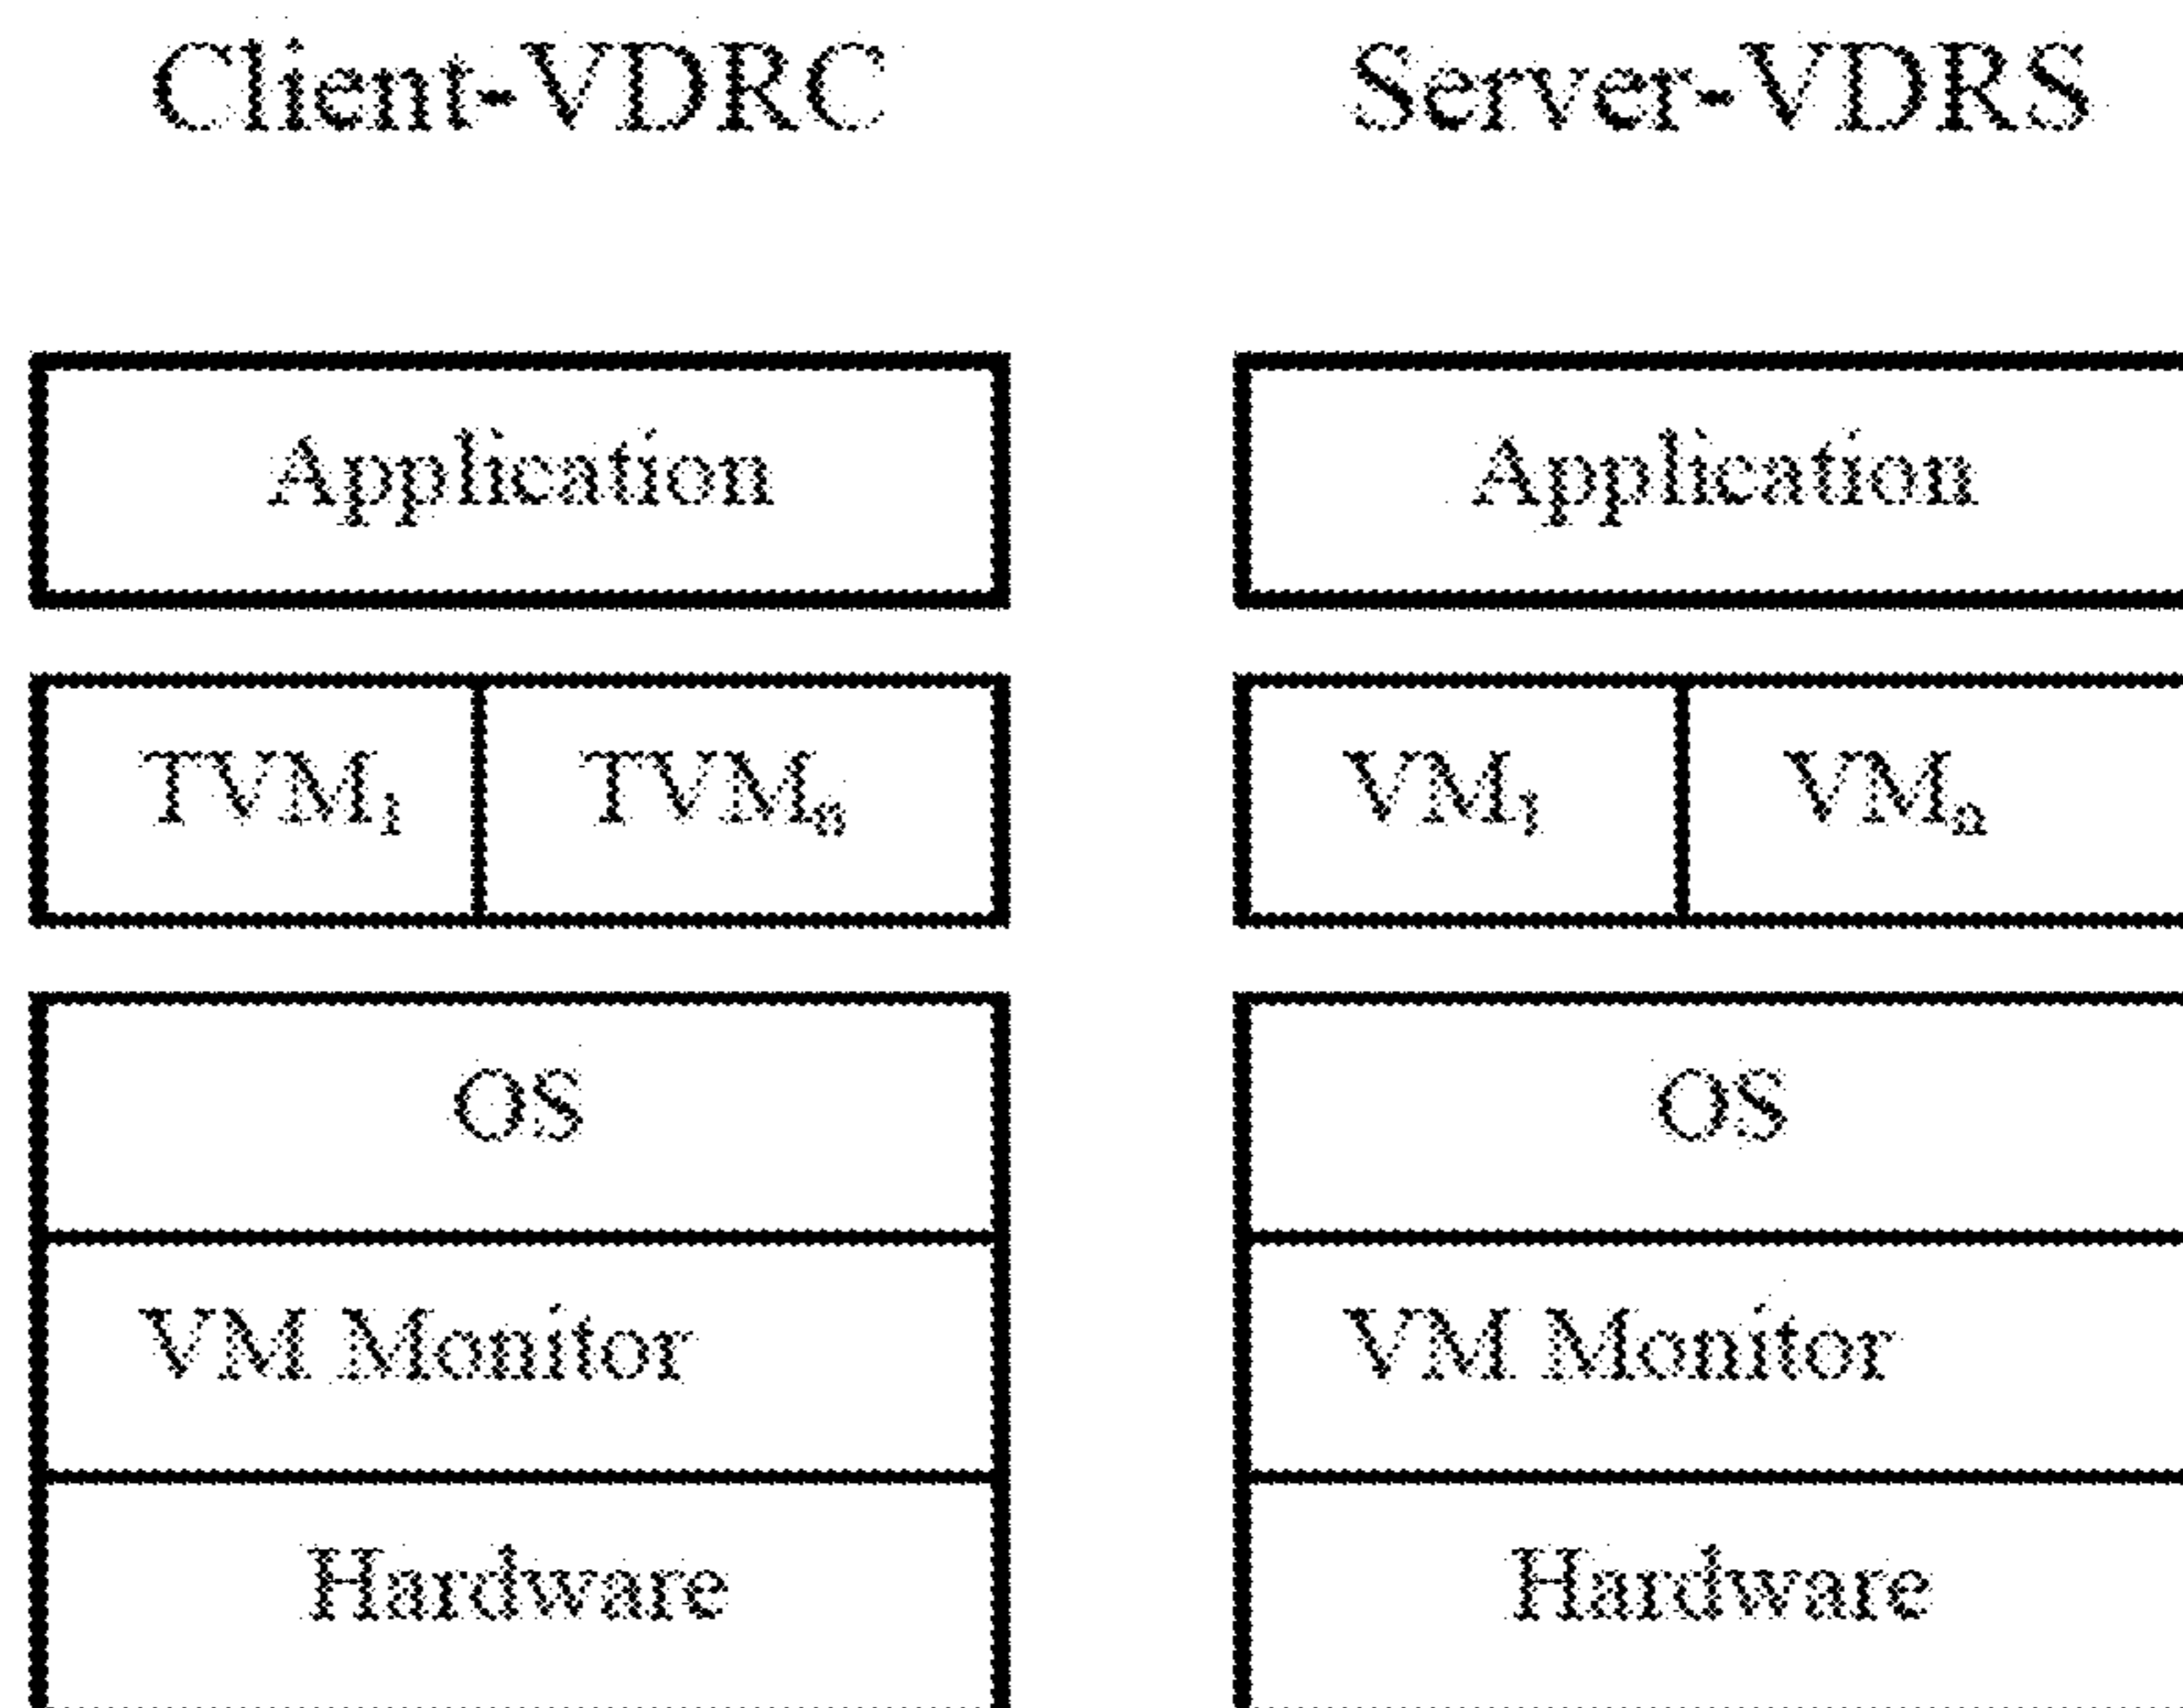 Client-VDRC
Server-VDRS
Application
Application
TVM₁
TVMₙ
VM₁
VMₙ
OS
OS
VM Monitor
VM Monitor
Hardware
Hardware